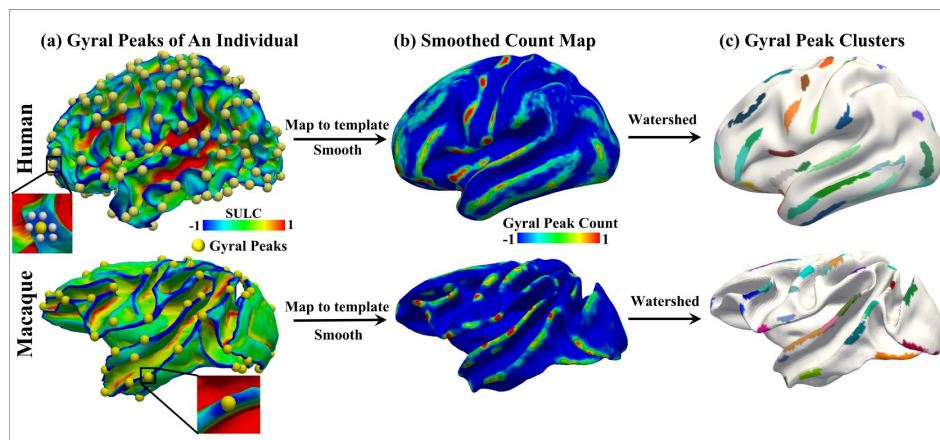 (a) Gyral Peaks of An Individual
(b) Smoothed Count Map
(c) Gyral Peak Clusters
Human
Map to template
Smooth
Watershed
SULC
-1
1
Gyral Peaks
Gyral Peak Count
-1
1
Macaque
Map to template
Smooth
Watershed